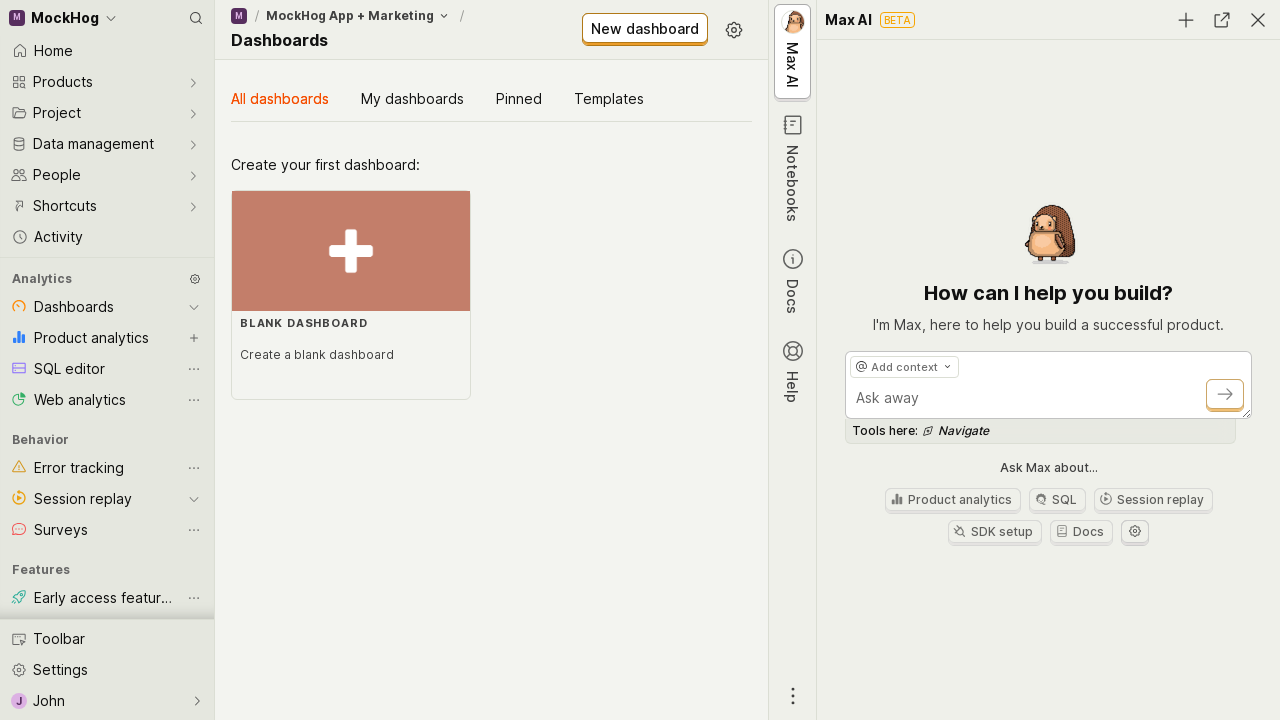 M MockHog
Home
Products
Project
Data management
People
Shortcuts
Activity
Analytics
Dashboards
Product analytics
SQL editor
Web analytics
Behavior
Error tracking
Session replay
Surveys
Features
Early access featur...
Toolbar
Settings
J John
M / MockHog App + Marketing /
Dashboards
New dashboard
All dashboards My dashboards Pinned Templates
Create your first dashboard:
BLANK DASHBOARD
Create a blank dashboard
Max AI
Notebooks
Docs
Help
Max AI BETA
How can I help you build?
I'm Max, here to help you build a successful product.
@ Add context
Ask away
Tools here: Navigate
Ask Max about...
Product analytics SQL Session replay
SDK setup Docs